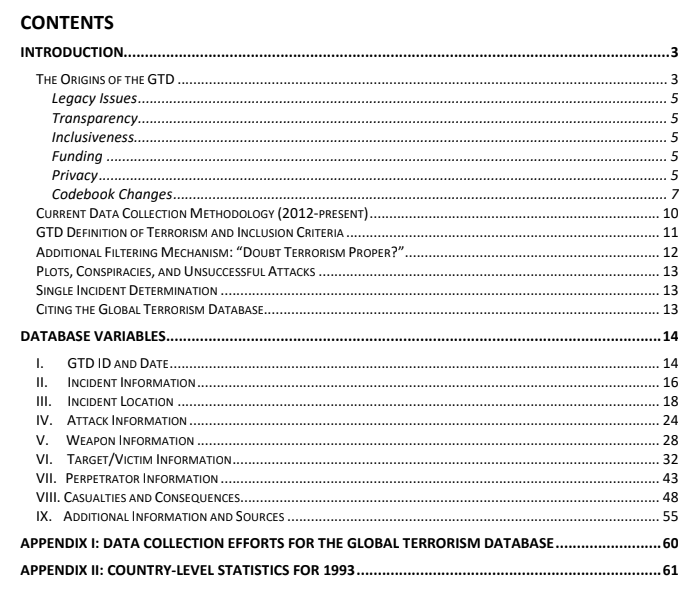 CONTENTS
INTRODUCTION 3
The Origins of the GTD 3
Legacy Issues 5
Transparency 5
Inclusiveness 5
Funding 5
Privacy 5
Codebook Changes 7
Current Data Collection Methodology (2012-present) 10
GTD Definition of Terrorism and Inclusion Criteria 11
Additional Filtering Mechanism: “Doubt Terrorism Proper?” 12
Plots, Conspiracies, and Unsuccessful Attacks 13
Single Incident Determination 13
Citing the Global Terrorism Database 13
DATABASE VARIABLES 14
I. GTD ID and Date 14
II. Incident Information 16
III. Incident Location 18
IV. Attack Information 24
V. Weapon Information 28
VI. Target/Victim Information 32
VII. Perpetrator Information 43
VIII. Casualties and Consequences 48
IX. Additional Information and Sources 55
APPENDIX I: DATA COLLECTION EFFORTS FOR THE GLOBAL TERRORISM DATABASE 60
APPENDIX II: COUNTRY-LEVEL STATISTICS FOR 1993 61